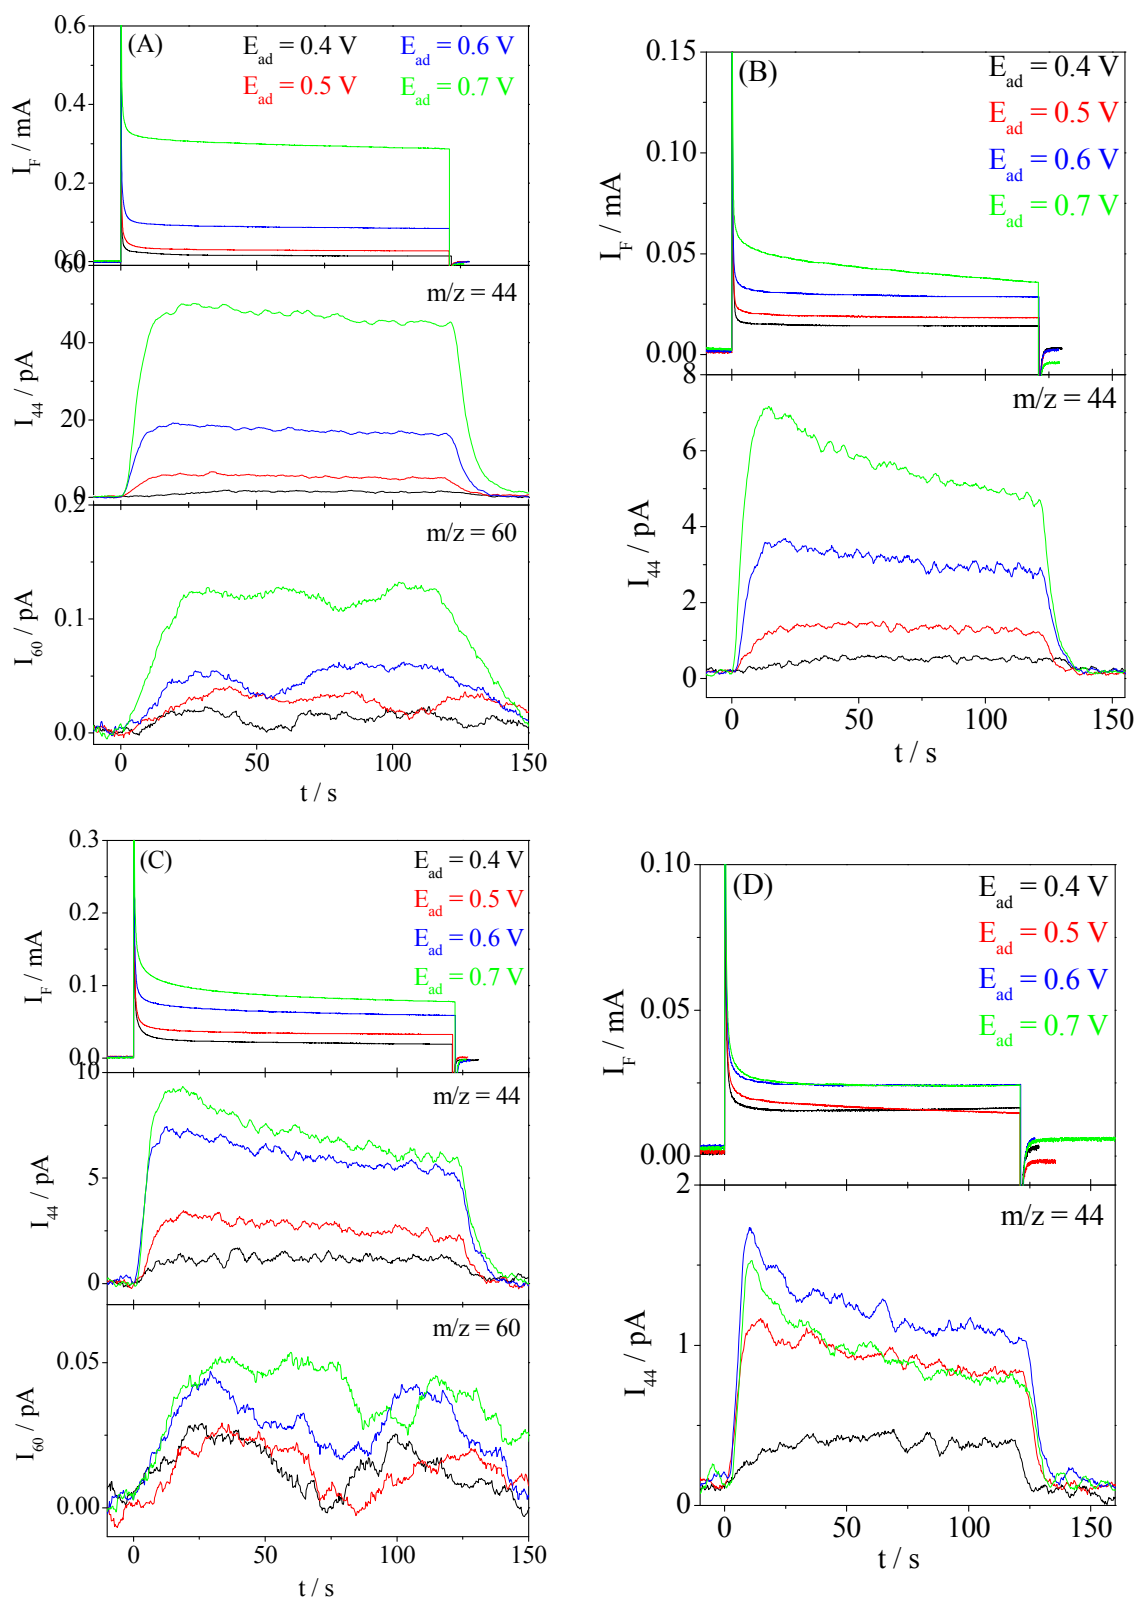 (A)
E_ad = 0.4 V
E_ad = 0.6 V
E_ad = 0.5 V
E_ad = 0.7 V
0.6
0.4
0.2
0.0
I_F / mA
60
40
20
0
I_44 / pA
m/z = 44
0.2
0.1
0.0
I_60 / pA
m/z = 60
0 50 100 150
t / s
(B)
E_ad = 0.4 V
E_ad = 0.5 V
E_ad = 0.6 V
E_ad = 0.7 V
0.15
0.10
0.05
0.00
I_F / mA
8
6
4
2
0
I_44 / pA
m/z = 44
0 50 100 150
t / s
(C)
E_ad = 0.4 V
E_ad = 0.5 V
E_ad = 0.6 V
E_ad = 0.7 V
0.3
0.2
0.1
0.0
I_F / mA
10
5
0
I_44 / pA
m/z = 44
0.05
0.00
I_60 / pA
m/z = 60
0 50 100 150
t / s
(D)
E_ad = 0.4 V
E_ad = 0.5 V
E_ad = 0.6 V
E_ad = 0.7 V
0.10
0.05
0.00
I_F / mA
2
1
0
I_44 / pA
m/z = 44
0 50 100 150
t / s